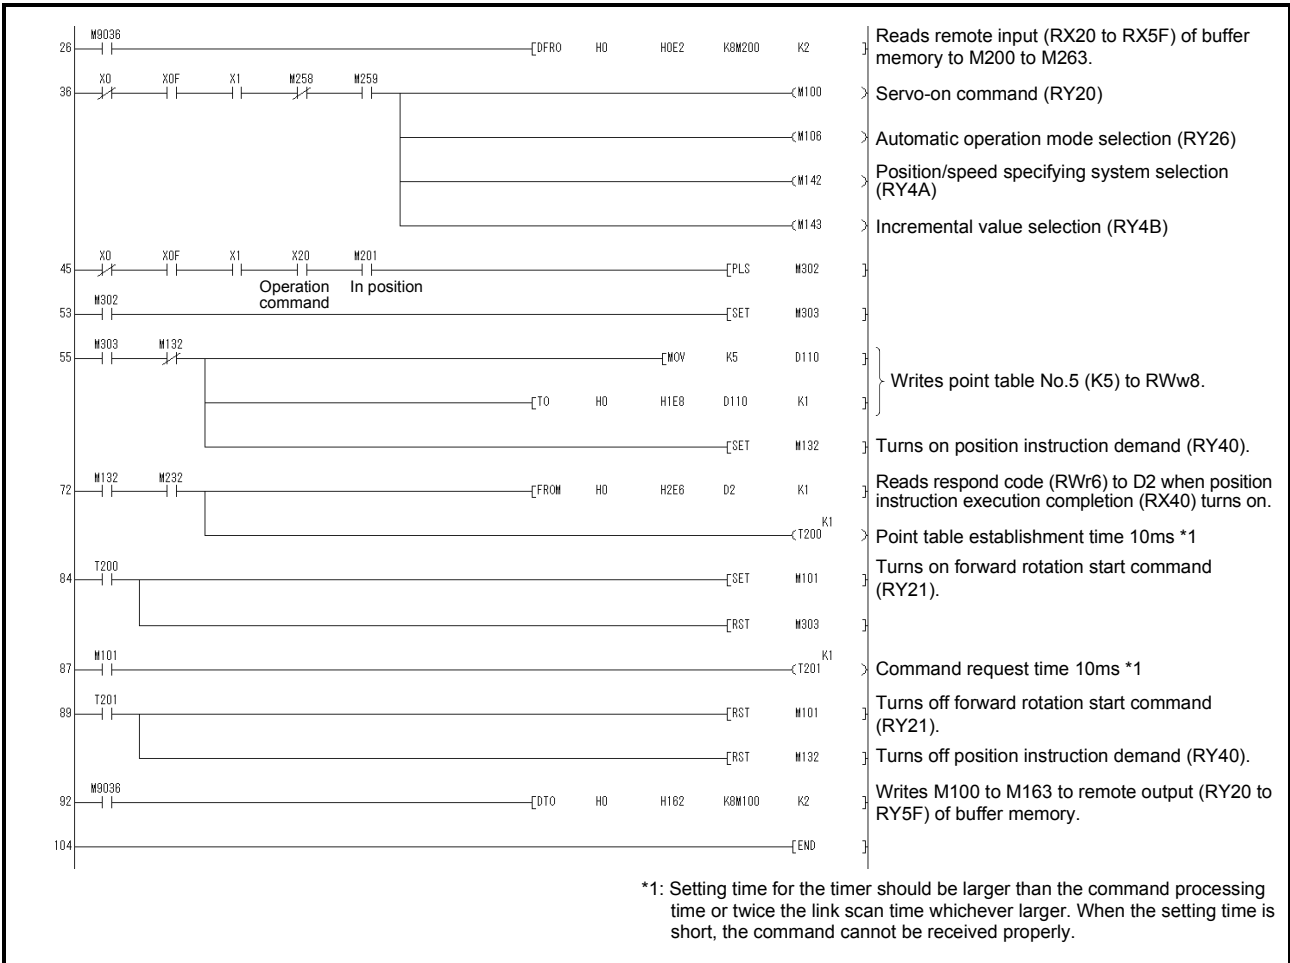 M9036
26 [DFRO H0 H0E2 K8M200 K2 ] Reads remote input (RX20 to RX5F) of buffer
memory to M200 to M263.
X0 X0F X1 M258 M259
36 (M100 ) Servo-on command (RY20)
(M106 ) Automatic operation mode selection (RY26)
(M142 ) Position/speed specifying system selection
(RY4A)
(M143 ) Incremental value selection (RY4B)
X0 X0F X1 X20 M201
45 [PLS M302 ]
Operation In position
command
M302
53 [SET M303 ]
M303 M132
55 [MOV K5 D110 ]
Writes point table No.5 (K5) to RWw8.
[TO H0 H1E8 D110 K1 ]
[SET M132 ] Turns on position instruction demand (RY40).
M132 M232
72 [FROM H0 H2E6 D2 K1 ] Reads respond code (RWr6) to D2 when position
instruction execution completion (RX40) turns on.
K1
(T200 ) Point table establishment time 10ms *1
T200
84 [SET M101 ] Turns on forward rotation start command
(RY21).
[RST M303 ]
M101 K1
87 (T201 ) Command request time 10ms *1
T201
89 [RST M101 ] Turns off forward rotation start command
(RY21).
[RST M132 ] Turns off position instruction demand (RY40).
M9036
92 [DTO H0 H162 K8M100 K2 ] Writes M100 to M163 to remote output (RY20 to
RY5F) of buffer memory.
104 [END ]
*1: Setting time for the timer should be larger than the command processing
time or twice the link scan time whichever larger. When the setting time is
short, the command cannot be received properly.